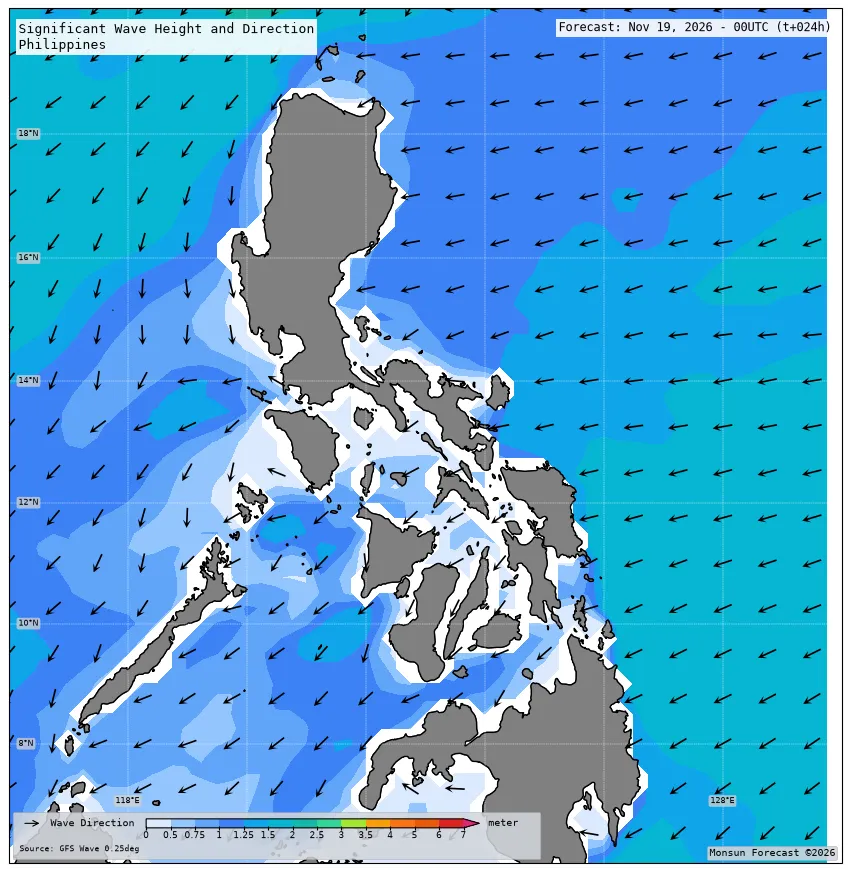 Significant Wave Height and Direction
Philippines
Forecast: Nov 19, 2026 - 00UTC (t+024h)
18°N
16°N
14°N
12°N
10°N
8°N
118°E
128°E
Wave Direction
0 0.5 0.75 1 1.25 1.5 2 2.5 3 3.5 4 5 6 7
meter
Source: GFS Wave 0.25deg
Monsun Forecast ©2026